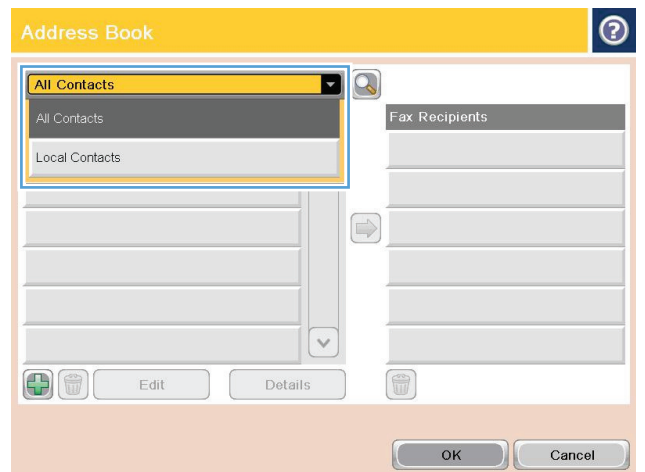 Address Book
All Contacts
All Contacts
Local Contacts
Fax Recipients
Edit
Details
OK
Cancel